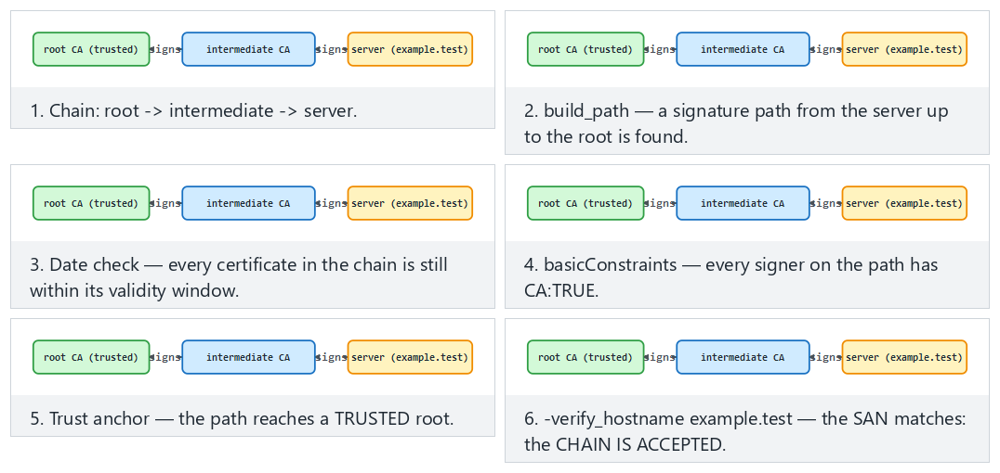 root CA (trusted) signs intermediate CA signs server (example.test)
1. Chain: root -> intermediate -> server.
root CA (trusted) signs intermediate CA signs server (example.test)
2. build_path — a signature path from the server up
to the root is found.
root CA (trusted) signs intermediate CA signs server (example.test)
3. Date check — every certificate in the chain is still
within its validity window.
root CA (trusted) signs intermediate CA signs server (example.test)
4. basicConstraints — every signer on the path has
CA:TRUE.
root CA (trusted) signs intermediate CA signs server (example.test)
5. Trust anchor — the path reaches a TRUSTED root.
root CA (trusted) signs intermediate CA signs server (example.test)
6. -verify_hostname example.test — the SAN matches:
the CHAIN IS ACCEPTED.